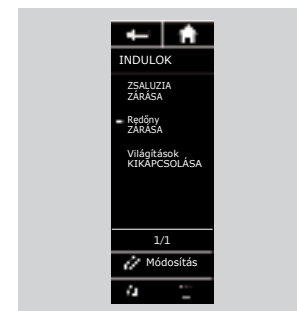 INDULOK
ZSALUZIA
ZÁRÁSA
Redőny
ZÁRÁSA
Világítások
KIKAPCSOLÁSA
1/1
Módosítás